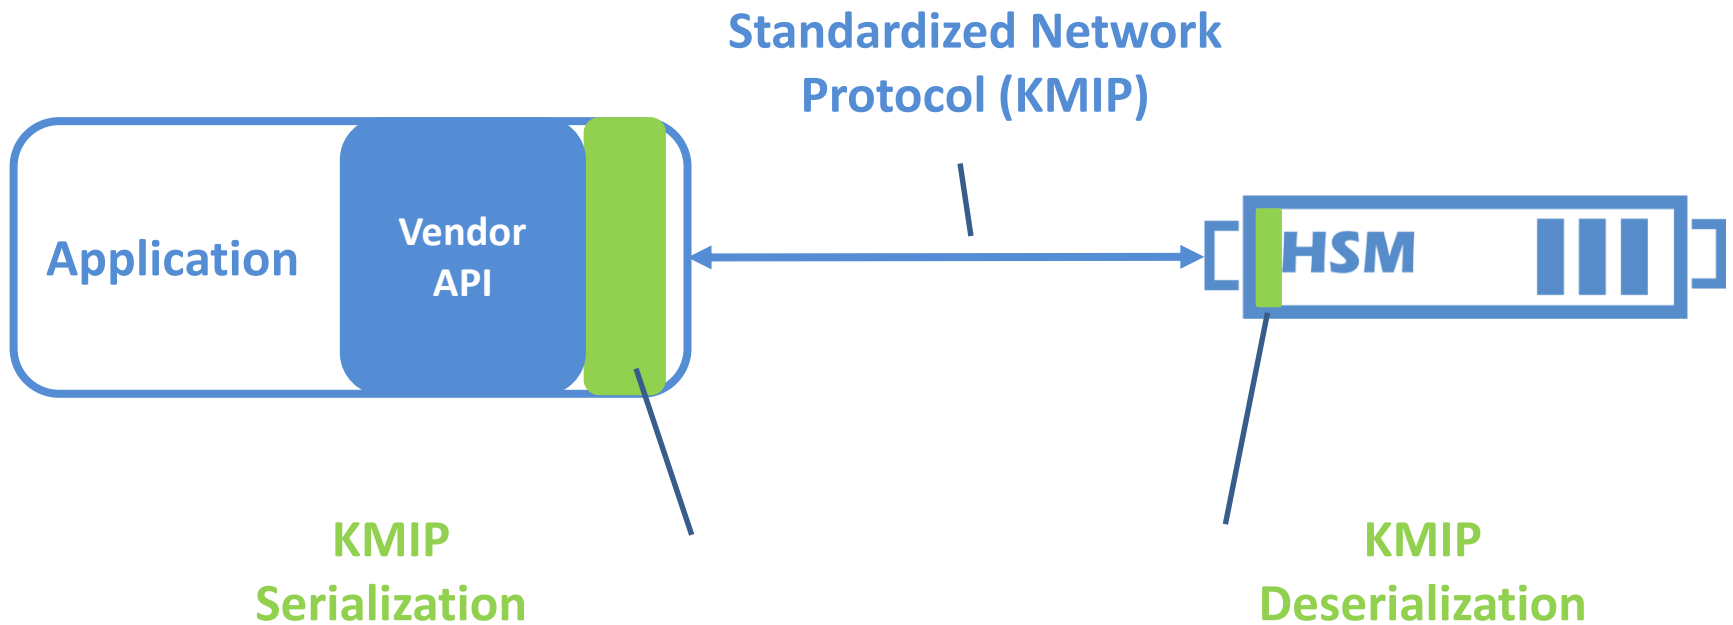 Standardized Network
Protocol (KMIP)
Application
Vendor
API
HSM
KMIP
Serialization
KMIP
Deserialization